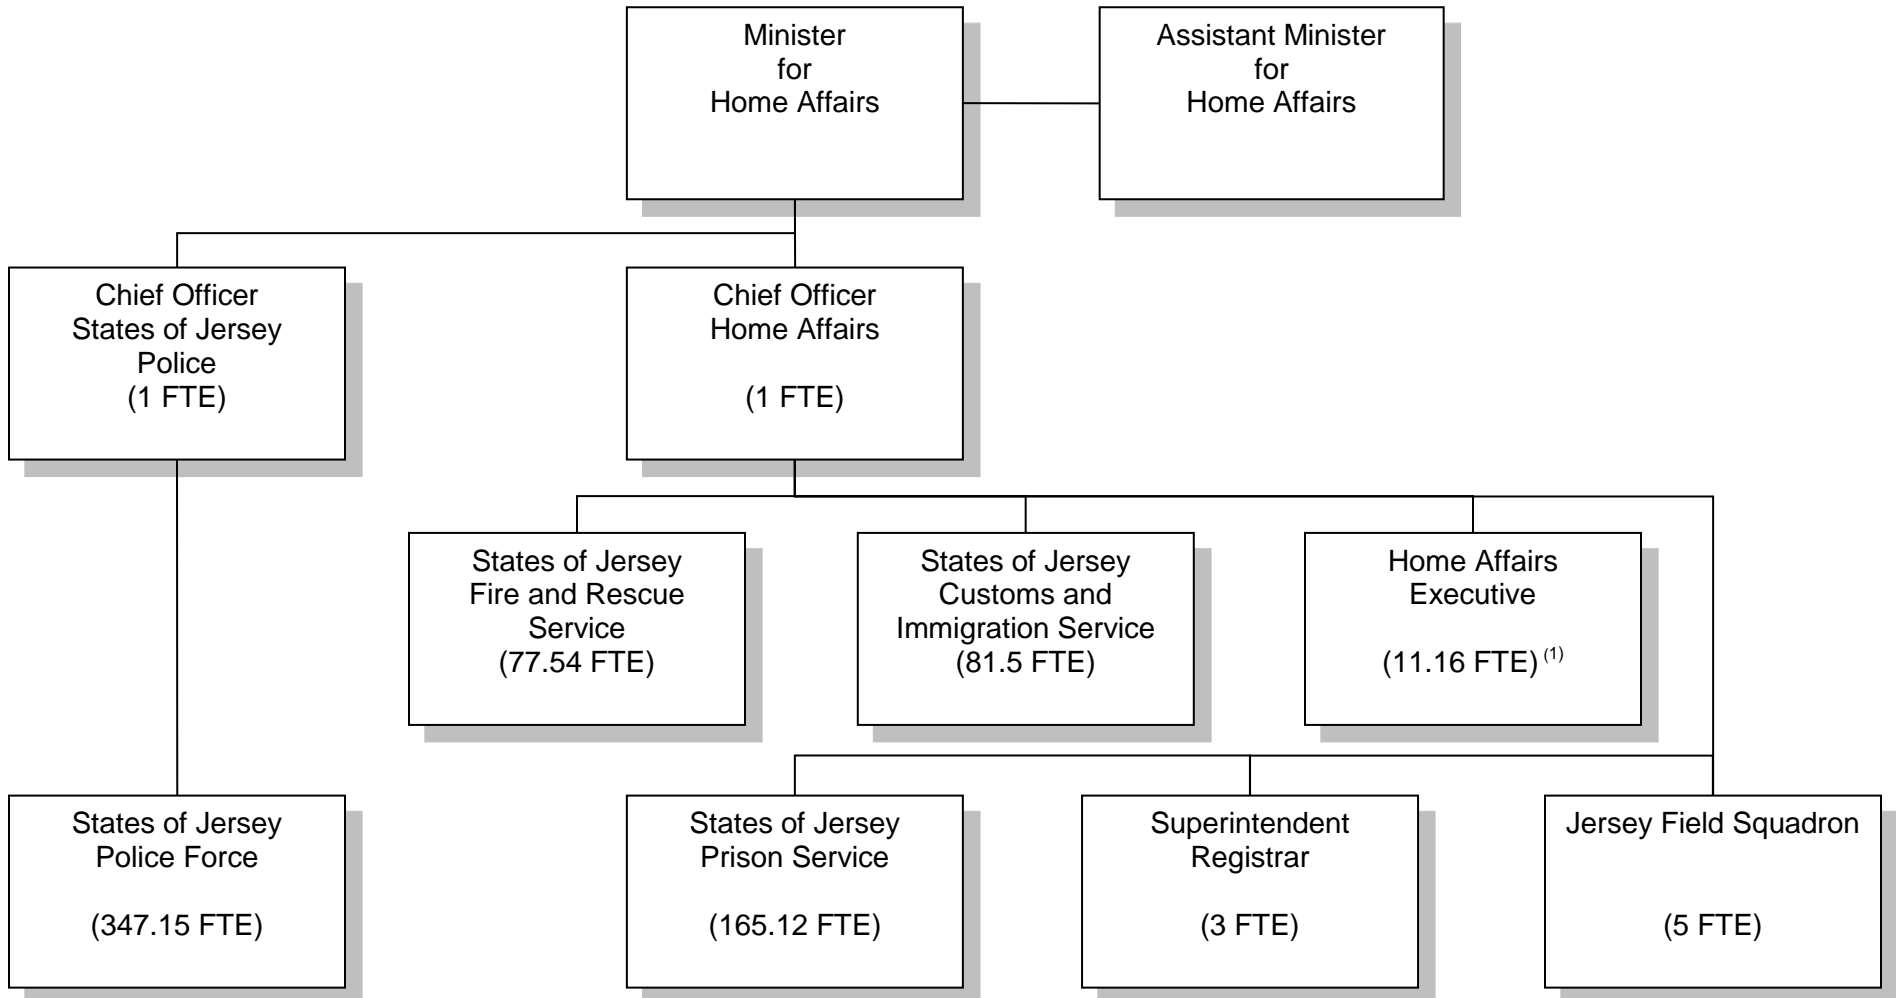 Minister
for
Home Affairs
Assistant Minister
for
Home Affairs
Chief Officer
States of Jersey
Police
(1 FTE)
Chief Officer
Home Affairs
(1 FTE)
States of Jersey
Fire and Rescue
Service
(77.54 FTE)
States of Jersey
Customs and
Immigration Service
(81.5 FTE)
Home Affairs
Executive
(11.16 FTE) (1)
States of Jersey
Police Force
(347.15 FTE)
States of Jersey
Prison Service
(165.12 FTE)
Superintendent
Registrar
(3 FTE)
Jersey Field Squadron
(5 FTE)